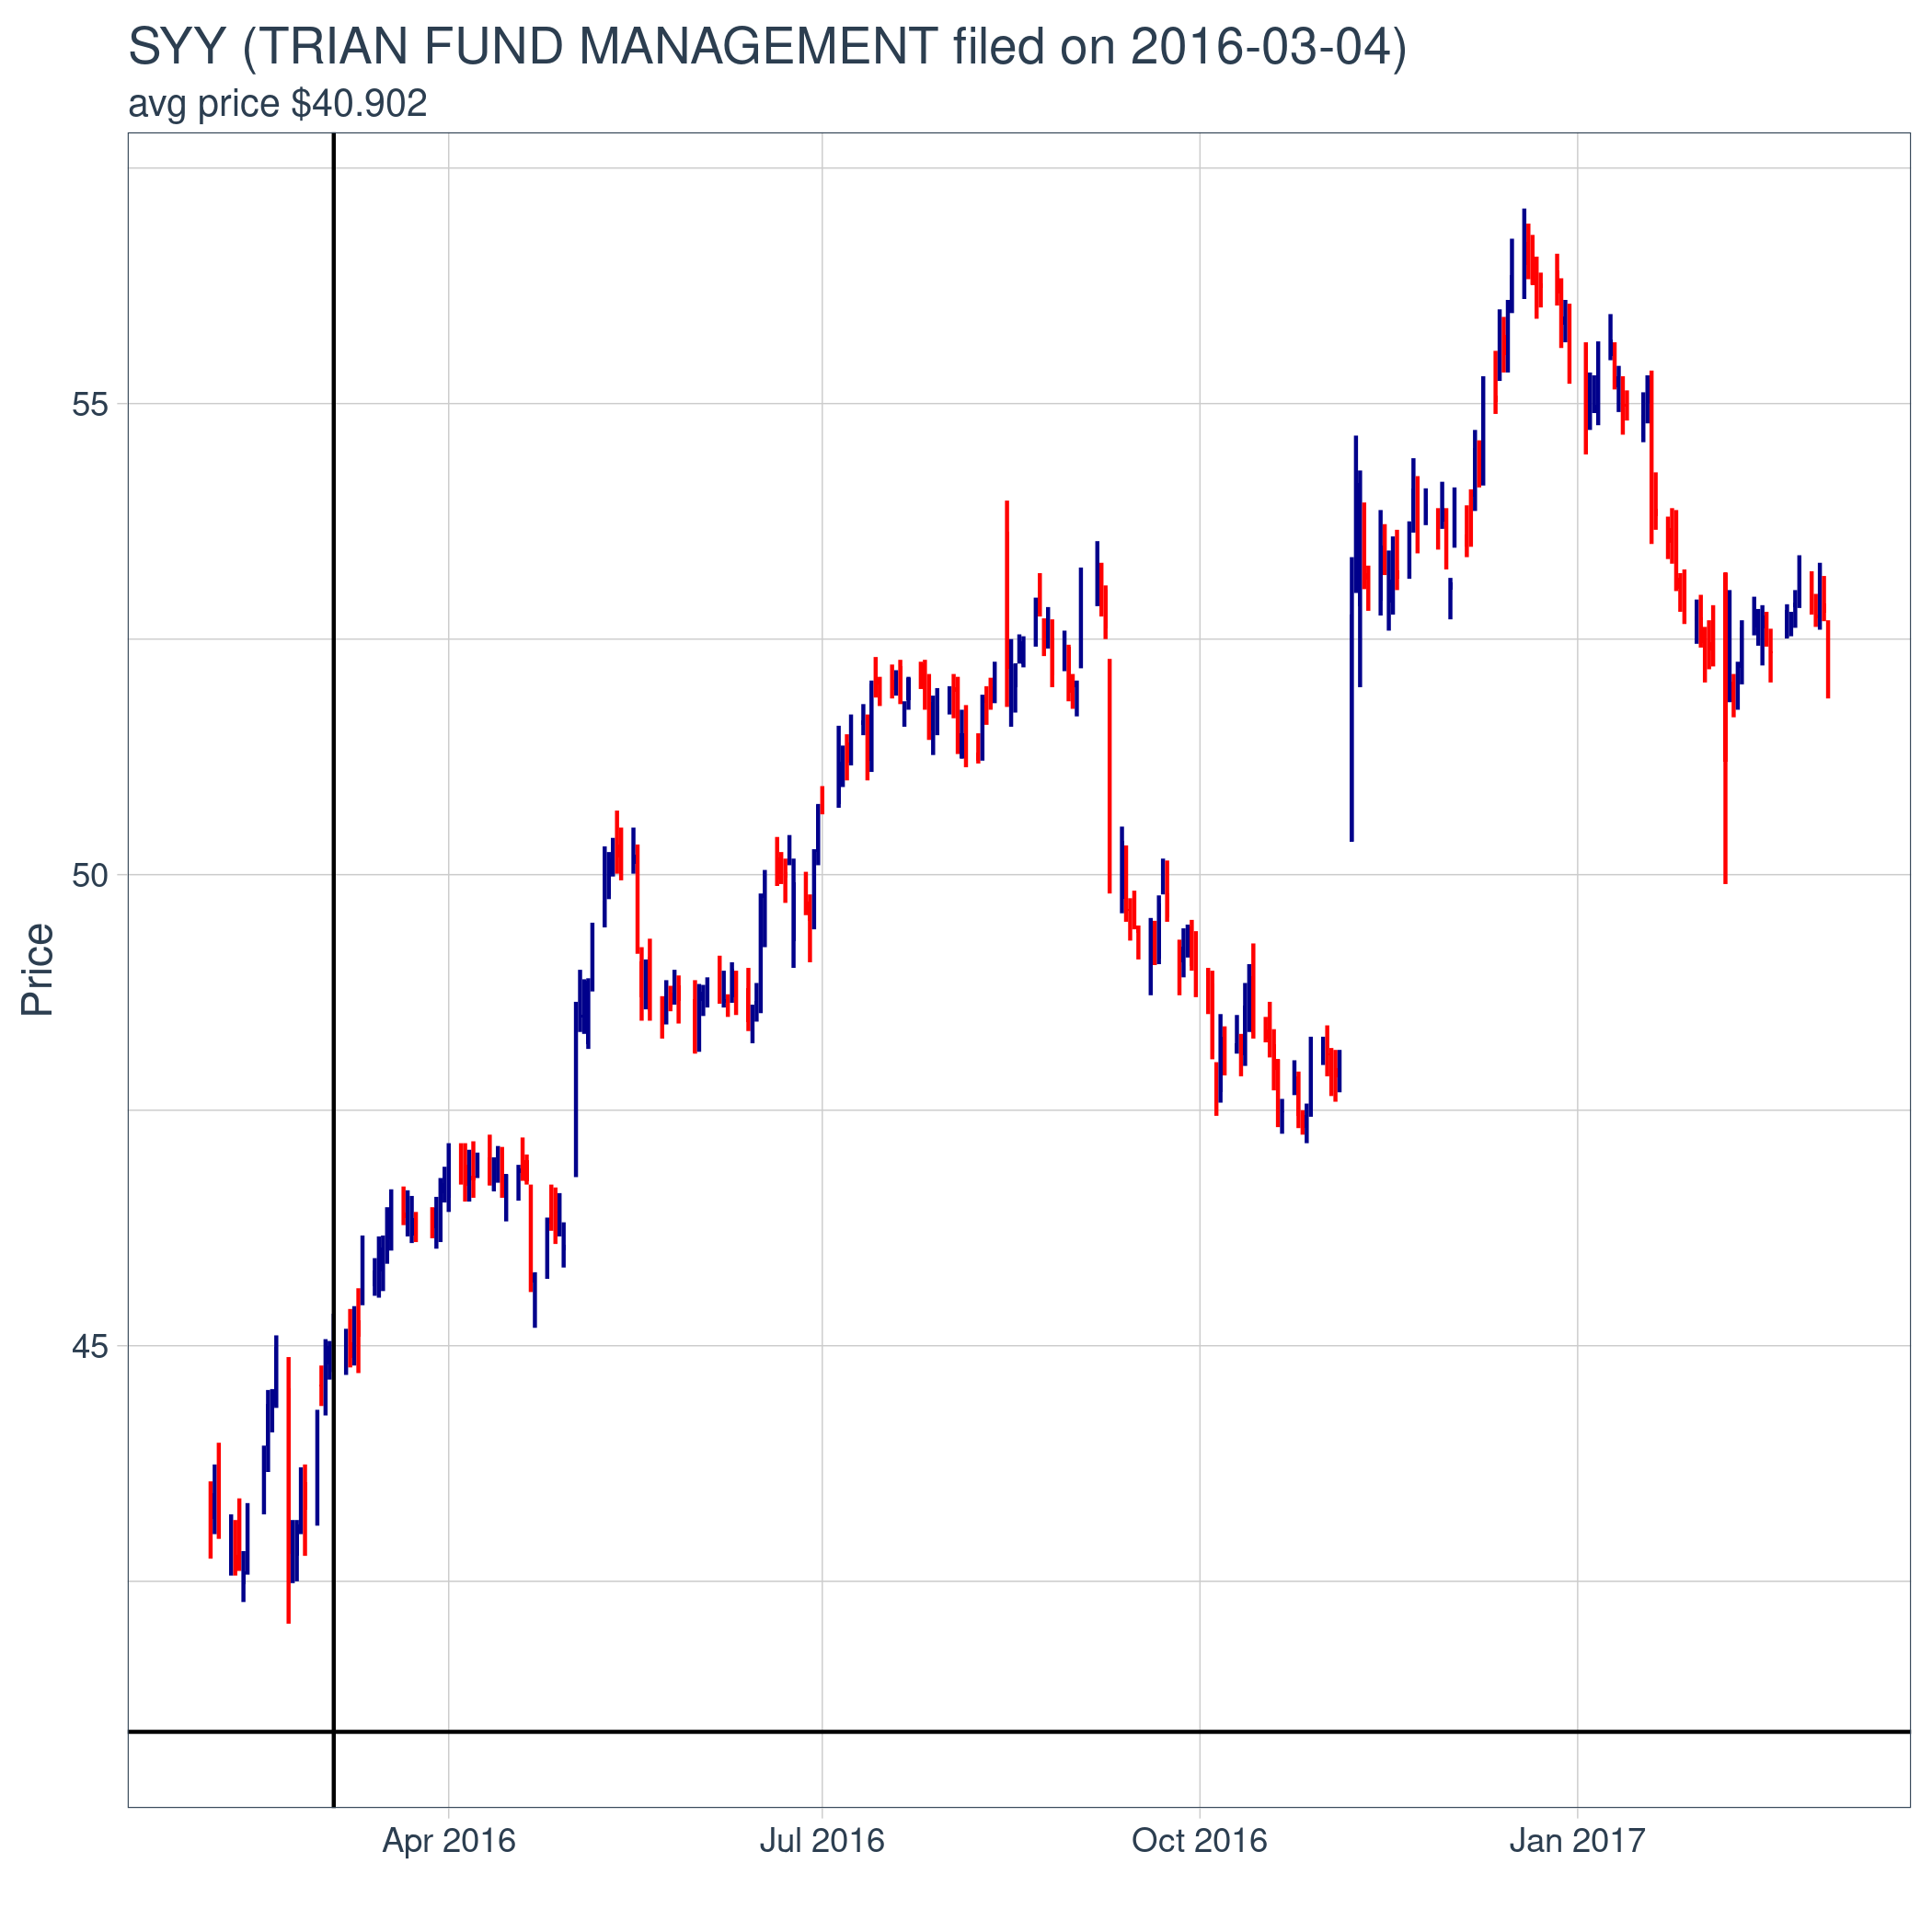 SYY (TRIAN FUND MANAGEMENT filed on 2016-03-04)
avg price $40.902
55
50
45
Price
Apr 2016
Jul 2016
Oct 2016
Jan 2017